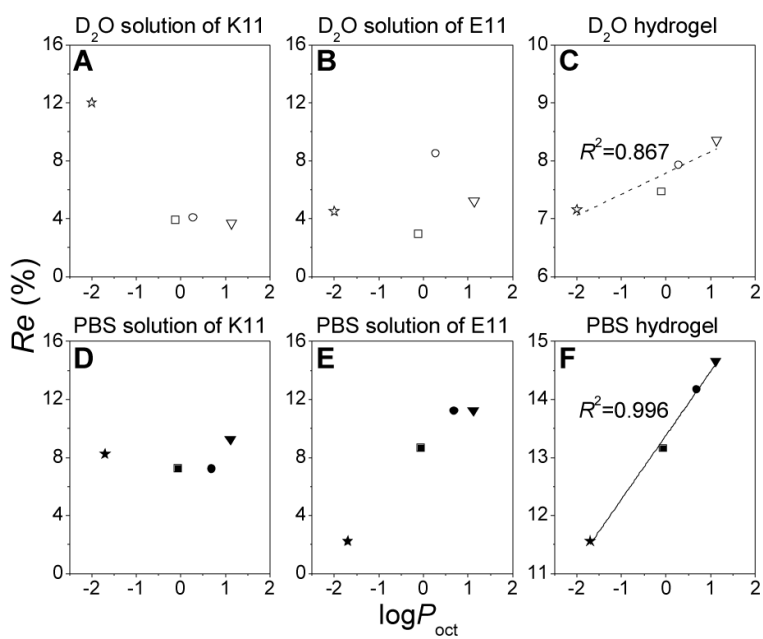 D2O solution of K11
D2O solution of E11
D2O hydrogel
A
16
12
8
4
0
-2 -1 0 1 2
B
16
12
8
4
0
-2 -1 0 1 2
C
10
9
8
7
6
R²=0.867
-2 -1 0 1 2
Re (%)
PBS solution of K11
PBS solution of E11
PBS hydrogel
D
16
12
8
4
0
-2 -1 0 1 2
E
16
12
8
4
0
-2 -1 0 1 2
F
15
14
13
12
11
R²=0.996
-2 -1 0 1 2
logPoct